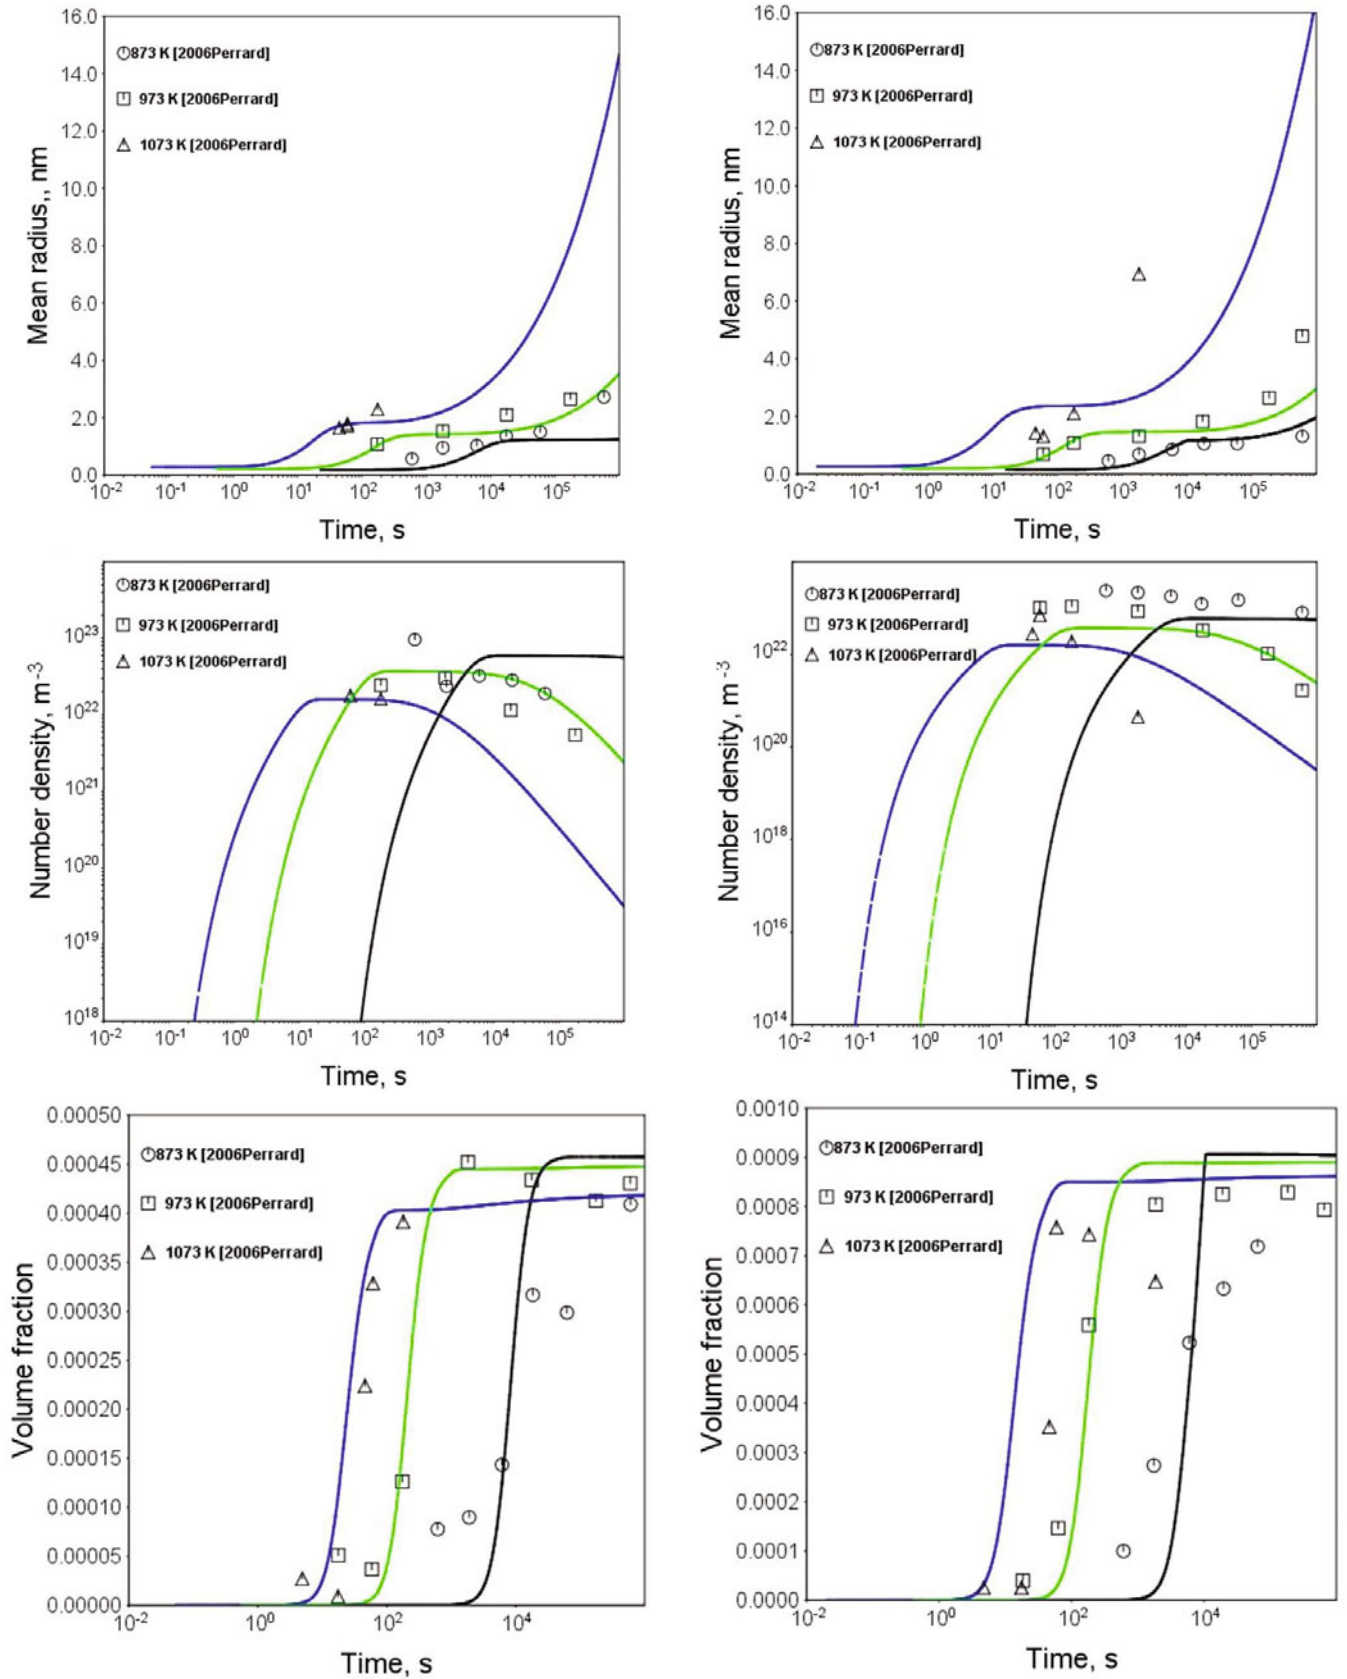 16.0
14.0
12.0
10.0
8.0
6.0
4.0
2.0
0.0
Mean radius,, nm
873 K [2006Perrard]
973 K [2006Perrard]
1073 K [2006Perrard]
10-2 10-1 100 101 102 103 104 105
Time, s
16.0
14.0
12.0
10.0
8.0
6.0
4.0
2.0
0.0
Mean radius, nm
873 K [2006Perrard]
973 K [2006Perrard]
1073 K [2006Perrard]
10-2 10-1 100 101 102 103 104 105
Time, s
1023
1022
1021
1020
1019
1018
Number density, m-3
873 K [2006Perrard]
973 K [2006Perrard]
1073 K [2006Perrard]
10-2 10-1 100 101 102 103 104 105
Time, s
1022
1020
1018
1016
1014
Number density, m-3
873 K [2006Perrard]
973 K [2006Perrard]
1073 K [2006Perrard]
10-2 10-1 100 101 102 103 104 105
Time, s
0.00050
0.00045
0.00040
0.00035
0.00030
0.00025
0.00020
0.00015
0.00010
0.00005
0.00000
Volume fraction
873 K [2006Perrard]
973 K [2006Perrard]
1073 K [2006Perrard]
10-2 100 102 104
Time, s
0.0010
0.0009
0.0008
0.0007
0.0006
0.0005
0.0004
0.0003
0.0002
0.0001
0.0000
Volume fraction
873 K [2006Perrard]
973 K [2006Perrard]
1073 K [2006Perrard]
10-2 100 102 104
Time, s